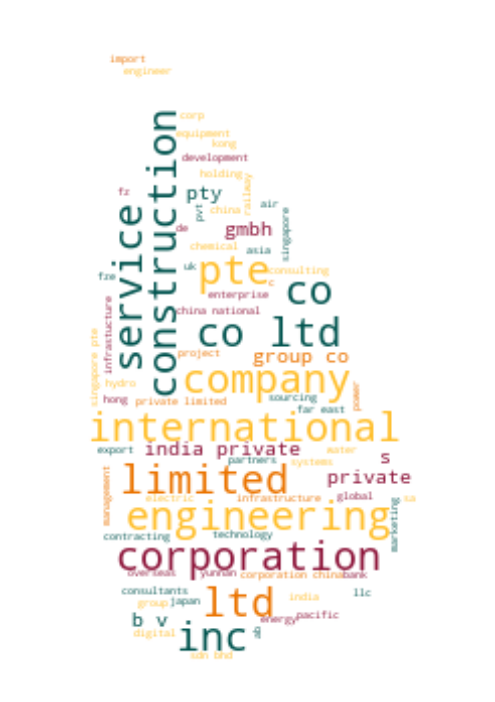 import
engineer
corp
equipment
kong
development
holding
railway
fz
pty
pvt
china
air
singapore
de
gmbh
construction
service
chemical
asia
uk
pte
consulting
fze
c
co
enterprise
china national
infrastucture
co ltd
singapore pte
project
group co
company
hydro
power
hong
private limited
sourcing
far east
international
export
india private
water
s
partners
systems
limited
private
management
electric
infrastructure
global
sa
engineering
marketing
contracting
technology
corporation
overseas
yunnan
corporation china
bank
consultants
llc
ltd
india
group
japan
b v
energy
pacific
digital
inc
sdn bhd